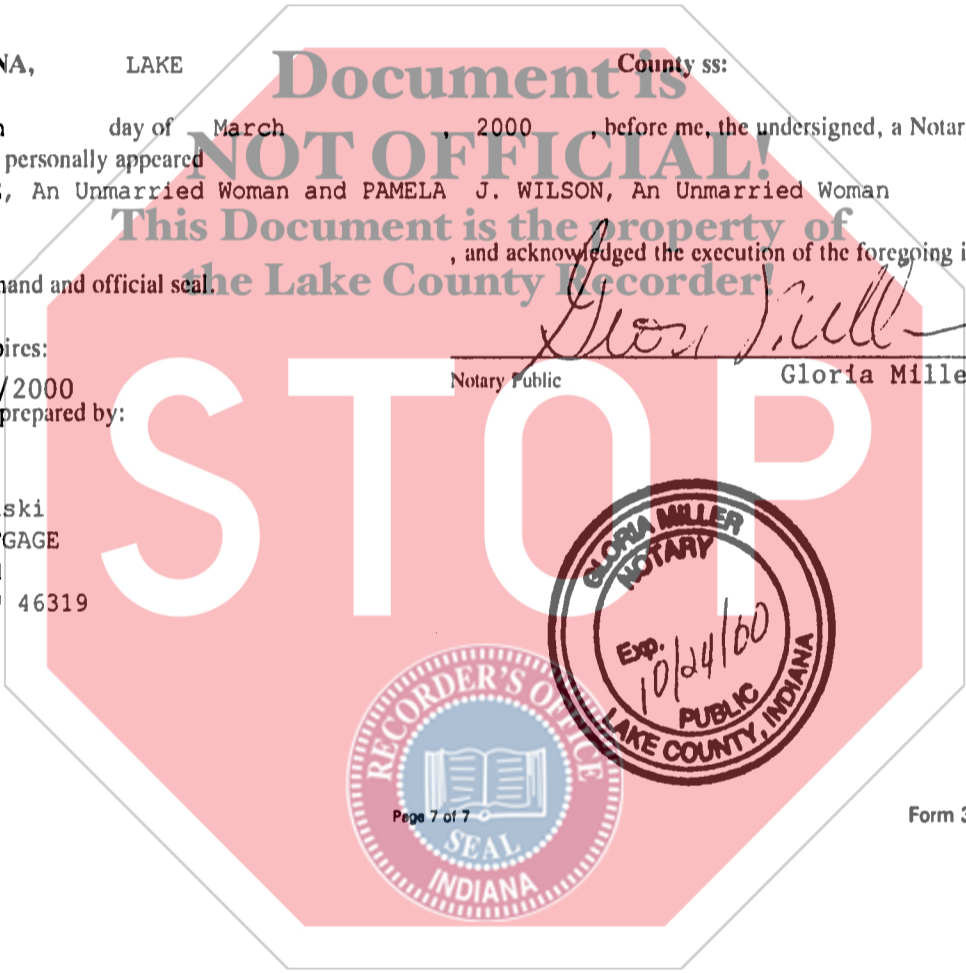 NA, LAKE County ss:
day of March , 2000 , before me, the undersigned, a Notar
personally appeared
, An Unmarried Woman and PAMELA J. WILSON, An Unmarried Woman
, and acknowledged the execution of the foregoing i
hand and official seal.
pires:
/2000
Notary Public Gloria Mille
prepared by:
ski
GAGE
46319
Document is
NOT OFFICIAL!
This Document is the property of
the Lake County Recorder!
STOP
GLORIA MILLER
NOTARY
Exp.
10/24/00
PUBLIC
LAKE COUNTY, INDIANA
RECORDER'S OFFICE
SEAL
INDIANA
Page 7 of 7 Form 3